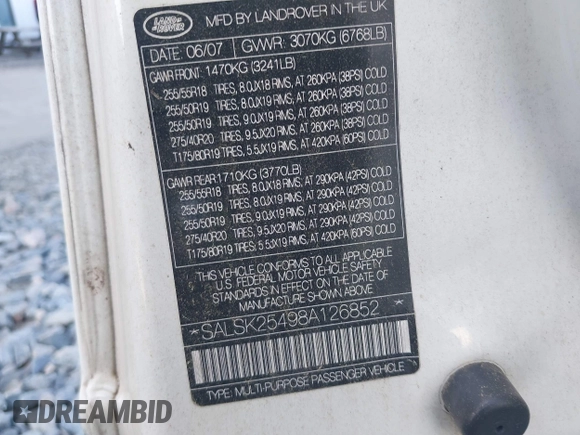 LAND ROVER
MFG BY LANDROVER IN THE UK
DATE: 06/07 GVWR: 3070KG (6768LB)
GAWR FRONT: 1470KG (3241LB)
255/55R18 TIRES, 8.0JX18 RIMS, AT 260KPA (38PSI) COLD
255/50R19 TIRES, 8.0JX19 RIMS, AT 260KPA (38PSI) COLD
255/50R19 TIRES, 9.0JX19 RIMS, AT 260KPA (38PSI) COLD
275/40R20 TIRES, 9.5JX20 RIMS, AT 260KPA (38PSI) COLD
T175/80R19 TIRES, 5.5JX19 RIMS, AT 420KPA (60PSI) COLD
GAWR REAR: 1710KG (3770LB)
255/55R18 TIRES, 8.0JX18 RIMS, AT 290KPA (42PSI) COLD
255/50R19 TIRES, 8.0JX19 RIMS, AT 290KPA (42PSI) COLD
255/50R19 TIRES, 9.0JX19 RIMS, AT 290KPA (42PSI) COLD
275/40R20 TIRES, 9.5JX20 RIMS, AT 290KPA (42PSI) COLD
T175/80R19 TIRES, 5.5JX19 RIMS, AT 420KPA (60PSI) COLD
THIS VEHICLE CONFORMS TO ALL APPLICABLE
U.S. FEDERAL MOTOR VEHICLE SAFETY
STANDARDS IN EFFECT ON THE DATE OF
MANUFACTURE SHOWN ABOVE.
*SALSK25498A126852*
TYPE: MULTI-PURPOSE PASSENGER VEHICLE
DREAMBID